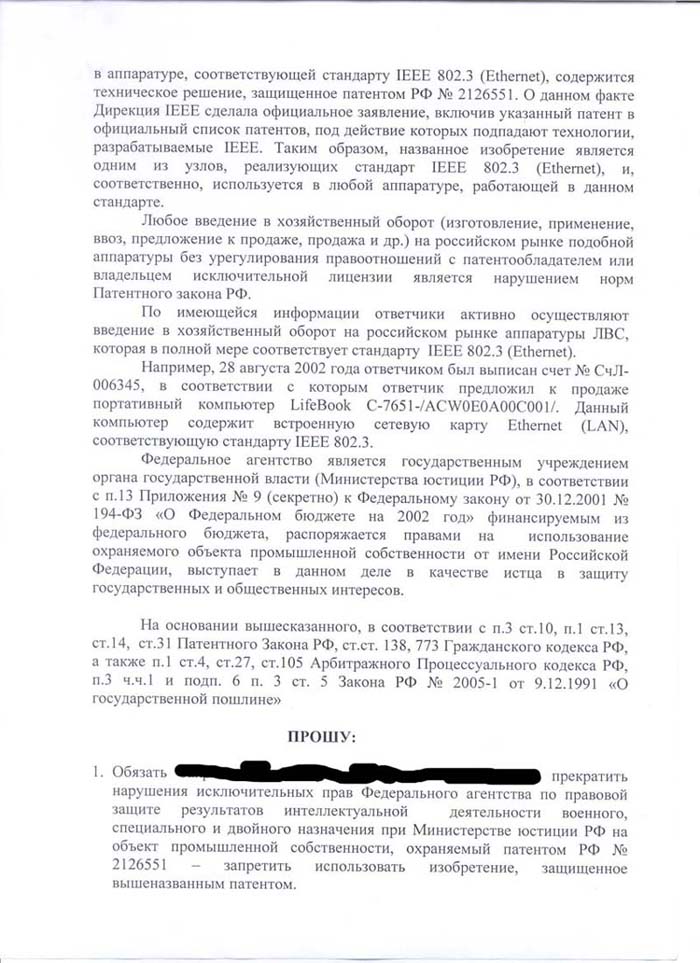 в аппаратуре, соответствующей стандарту IEEE 802.3 (Ethernet), содержится
техническое решение, защищенное патентом РФ № 2126551. О данном факте
Дирекция IEEE сделала официальное заявление, включив указанный патент в
официальный список патентов, под действие которых подпадают технологии,
разрабатываемые IEEE. Таким образом, названное изобретение является
одним из узлов, реализующих стандарт IEEE 802.3 (Ethernet), и,
соответственно, используется в любой аппаратуре, работающей в данном
стандарте.
Любое введение в хозяйственный оборот (изготовление, применение,
ввоз, предложение к продаже, продажа и др.) на российском рынке подобной
аппаратуры без урегулирования правоотношений с патентообладателем или
владельцем исключительной лицензии является нарушением норм
Патентного закона РФ.
По имеющейся информации ответчики активно осуществляют
введение в хозяйственный оборот на российском рынке аппаратуры ЛВС,
которая в полной мере соответствует стандарту IEEE 802.3 (Ethernet).
Например, 28 августа 2002 года ответчиком был выписан счет № СчЛ-
006345, в соответствии с которым ответчик предложил к продаже
портативный компьютер LifeBook C-7651-/ACW0E0A00C001/. Данный
компьютер содержит встроенную сетевую карту Ethernet (LAN),
соответствующую стандарту IEEE 802.3.
Федеральное агентство является государственным учреждением
органа государственной власти (Министерства юстиции РФ), в соответствии
с п.13 Приложения № 9 (секретно) к Федеральному закону от 30.12.2001 №
194-ФЗ «О Федеральном бюджете на 2002 год» финансируемым из
федерального бюджета, распоряжается правами на использование
охраняемого объекта промышленной собственности от имени Российской
Федерации, выступает в данном деле в качестве истца в защиту
государственных и общественных интересов.
На основании вышесказанного, в соответствии с п.3 ст.10, п.1 ст.13,
ст.14, ст.31 Патентного Закона РФ, ст.ст. 138, 773 Гражданского кодекса РФ,
а также п.1 ст.4, ст.27, ст.105 Арбитражного Процессуального кодекса РФ,
п.3 ч.ч.1 и подп. 6 п. 3 ст. 5 Закона РФ № 2005-1 от 9.12.1991 «О
государственной пошлине»
ПРОШУ:
1. Обязать прекратить
нарушения исключительных прав Федерального агентства по правовой
защите результатов интеллектуальной деятельности военного,
специального и двойного назначения при Министерстве юстиции РФ на
объект промышленной собственности, охраняемый патентом РФ №
2126551 – запретить использовать изобретение, защищенное
вышеназванным патентом.